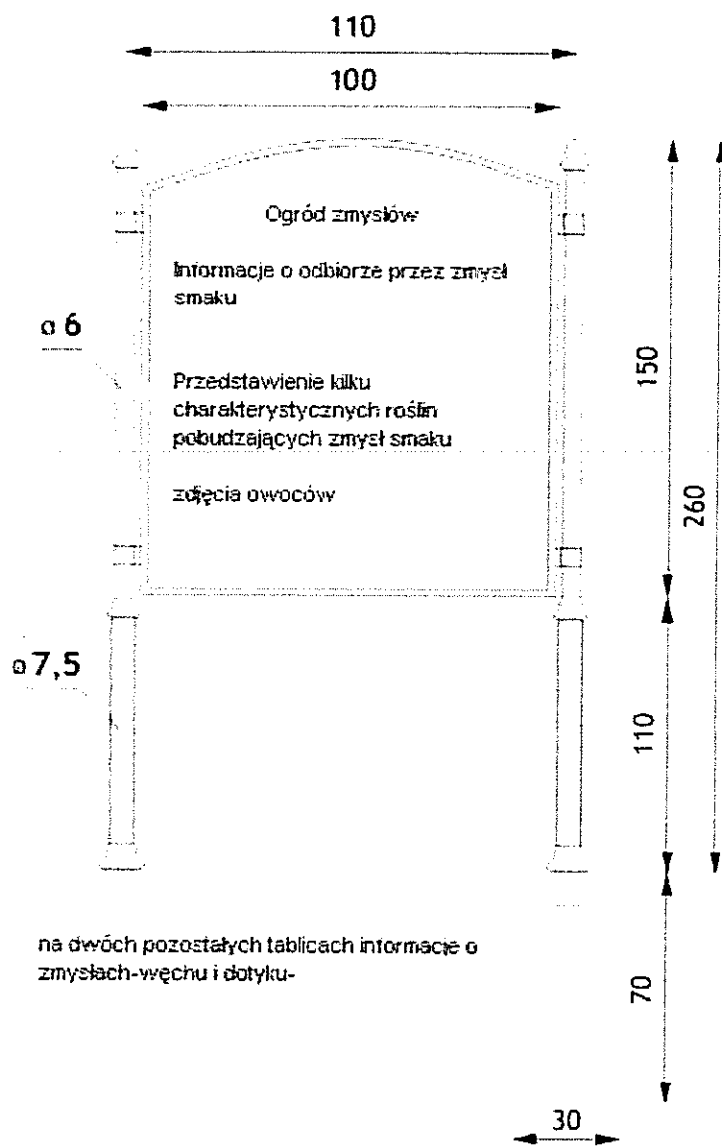 110
100
Ogród zmysłów
Informacje o odbiorze przez zmysł
smaku
ø 6
Przedstawienie kilku
charakterystycznych roślin
pobudzających zmysł smaku
zdjęcia owoców
150
260
ø 7,5
110
na dwóch pozostałych tablicach informacje o
zmysłach-węchu i dotyku-
70
30